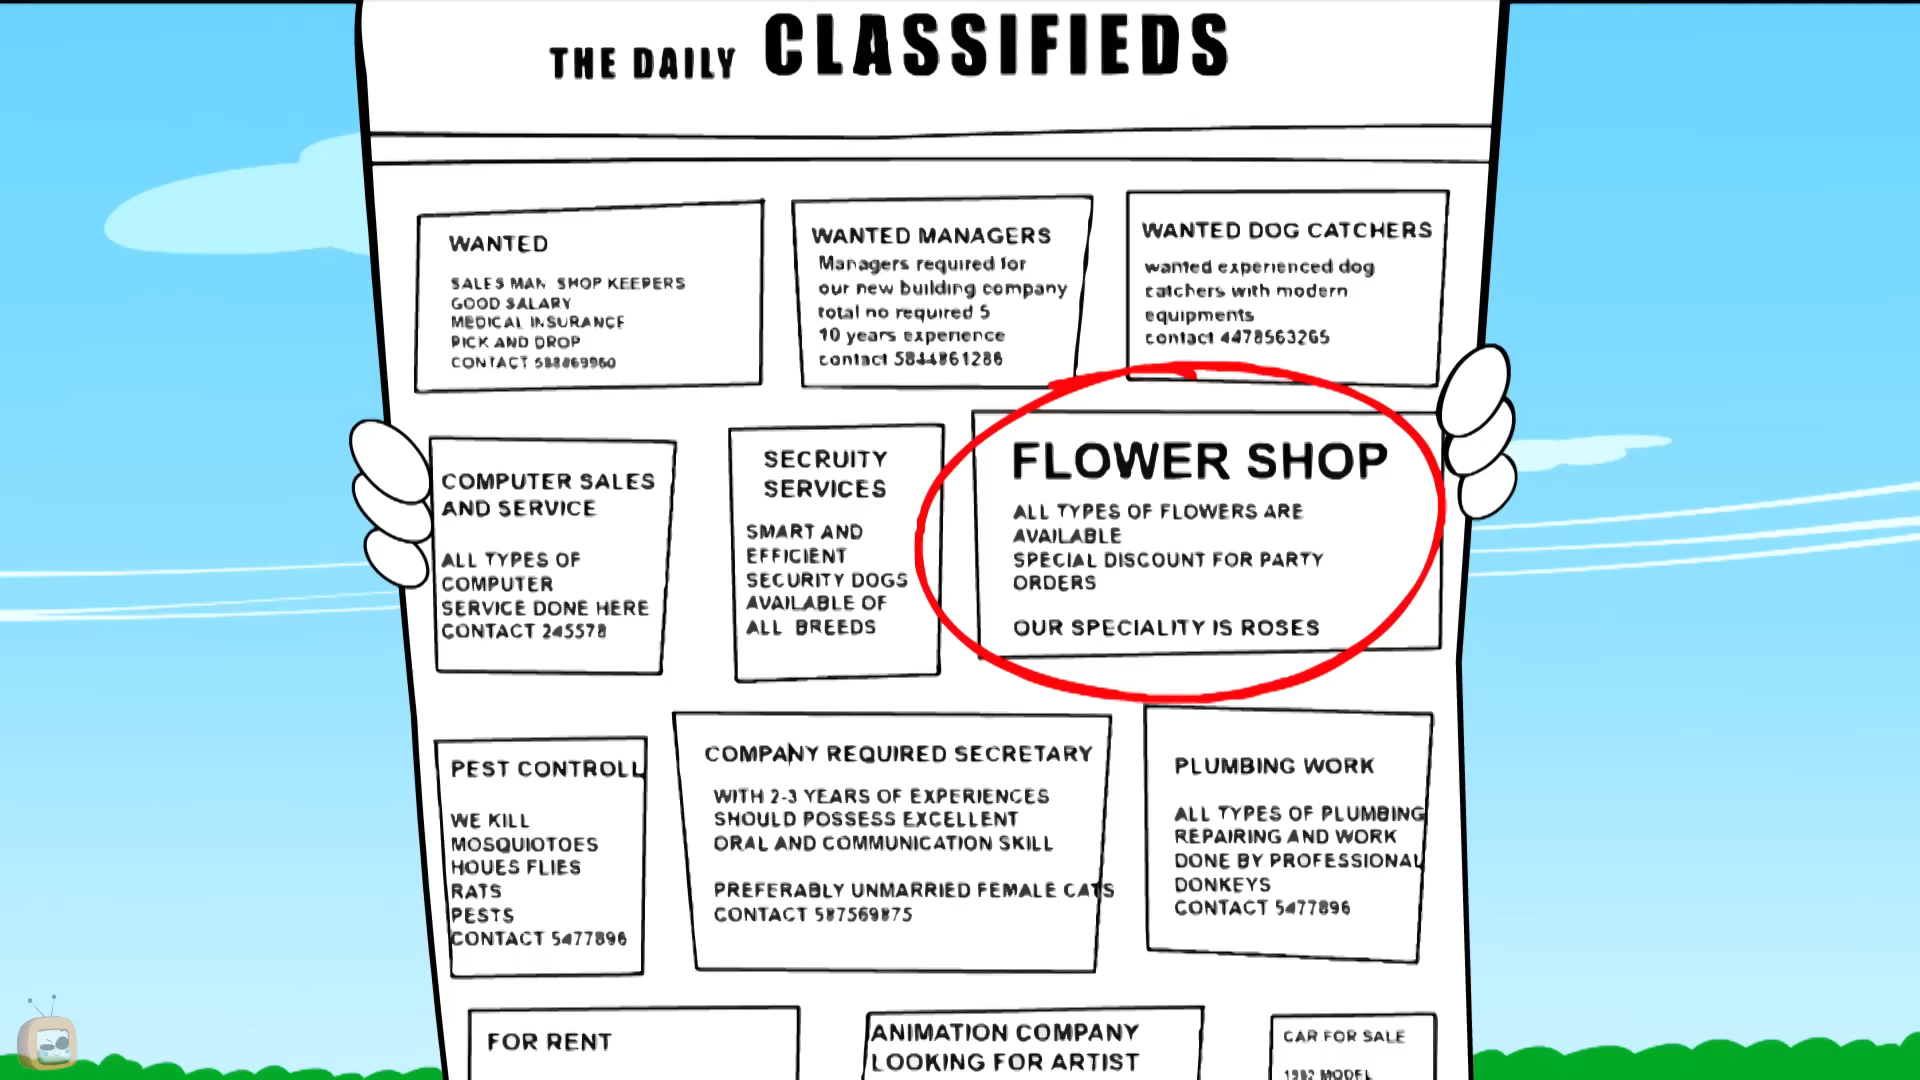 THE DAILY CLASSIFIEDS
WANTED
SALES MAN SHOP KEEPERS
GOOD SALARY
MEDICAL INSURANCE
PICK AND DROP
CONTACT 588869960
WANTED MANAGERS
Managers required for
our new building company
total no required 5
10 years experience
contact 5844861286
WANTED DOG CATCHERS
wanted experienced dog
catchers with modern
equipments
contact 4478563265
COMPUTER SALES
AND SERVICE
ALL TYPES OF
COMPUTER
SERVICE DONE HERE
CONTACT 245578
SECRUITY
SERVICES
SMART AND
EFFICIENT
SECURITY DOGS
AVAILABLE OF
ALL BREEDS
FLOWER SHOP
ALL TYPES OF FLOWERS ARE
AVAILABLE
SPECIAL DISCOUNT FOR PARTY
ORDERS
OUR SPECIALITY IS ROSES
PEST CONTROLL
WE KILL
MOSQUIOTOES
HOUES FLIES
RATS
PESTS
CONTACT 5477896
COMPANY REQUIRED SECRETARY
WITH 2-3 YEARS OF EXPERIENCES
SHOULD POSSESS EXCELLENT
ORAL AND COMMUNICATION SKILL
PREFERABLY UNMARRIED FEMALE CATS
CONTACT 587569875
PLUMBING WORK
ALL TYPES OF PLUMBING
REPAIRING AND WORK
DONE BY PROFESSIONAL
DONKEYS
CONTACT 5477896
FOR RENT
ANIMATION COMPANY
LOOKING FOR ARTIST
CAR FOR SALE
1992 MODEL